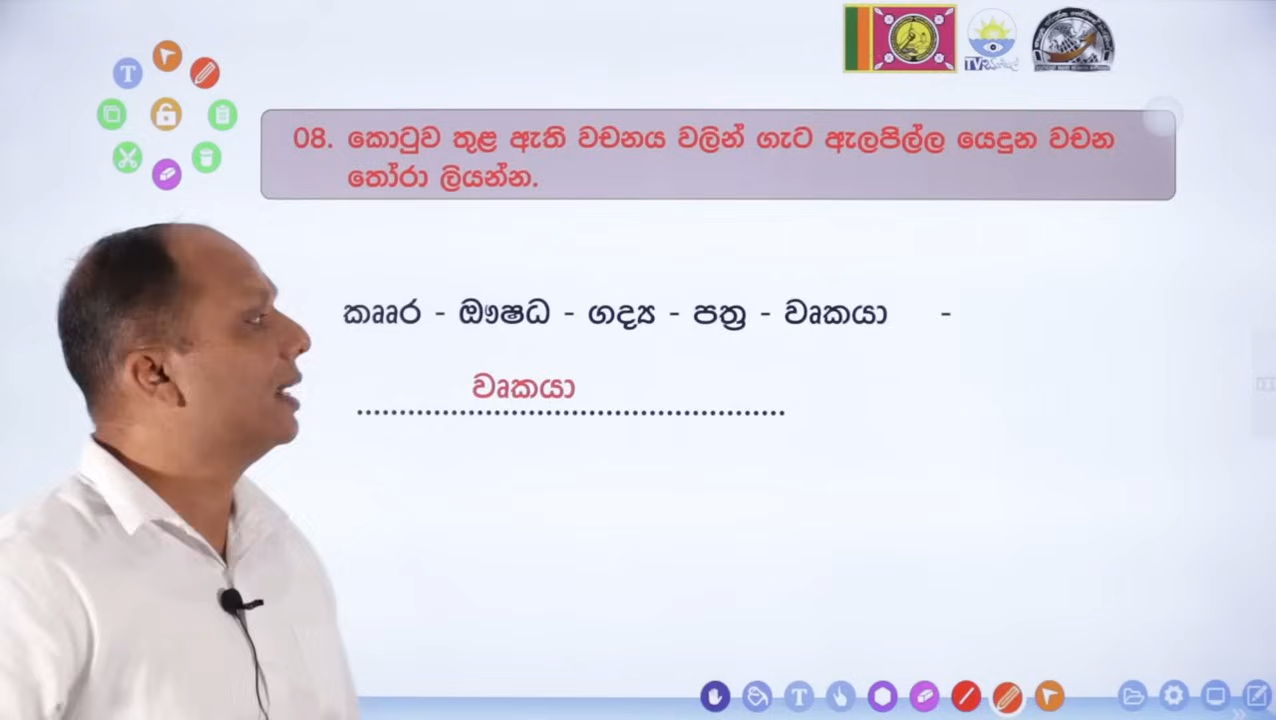 08. කොටුව තුළ ඇති වචනය වලින් ගැට ඇලපිල්ල යෙදුන වචන
තෝරා ලියන්න.
කෲර - ඖෂධ - ගද්‍ය - පත්‍ර - වෘකයා -
වෘකයා